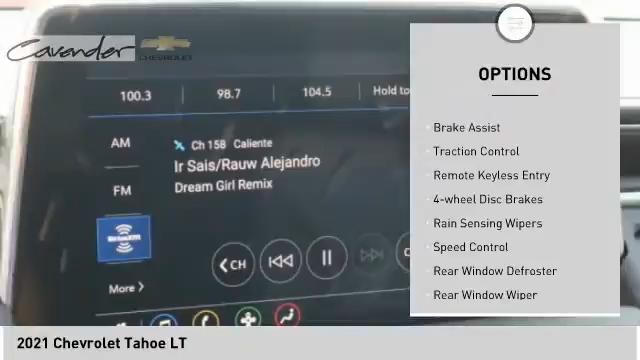 Cavender
CHEVROLET
100.3 98.7 104.5 Hold to
AM
Ch 158 Caliente
Ir Sais/Rauw Alejandro
Dream Girl Remix
FM
SiriusXM
< CH
More >
OPTIONS
Brake Assist
Traction Control
Remote Keyless Entry
4-wheel Disc Brakes
Rain Sensing Wipers
Speed Control
Rear Window Defroster
Rear Window Wiper
2021 Chevrolet Tahoe LT